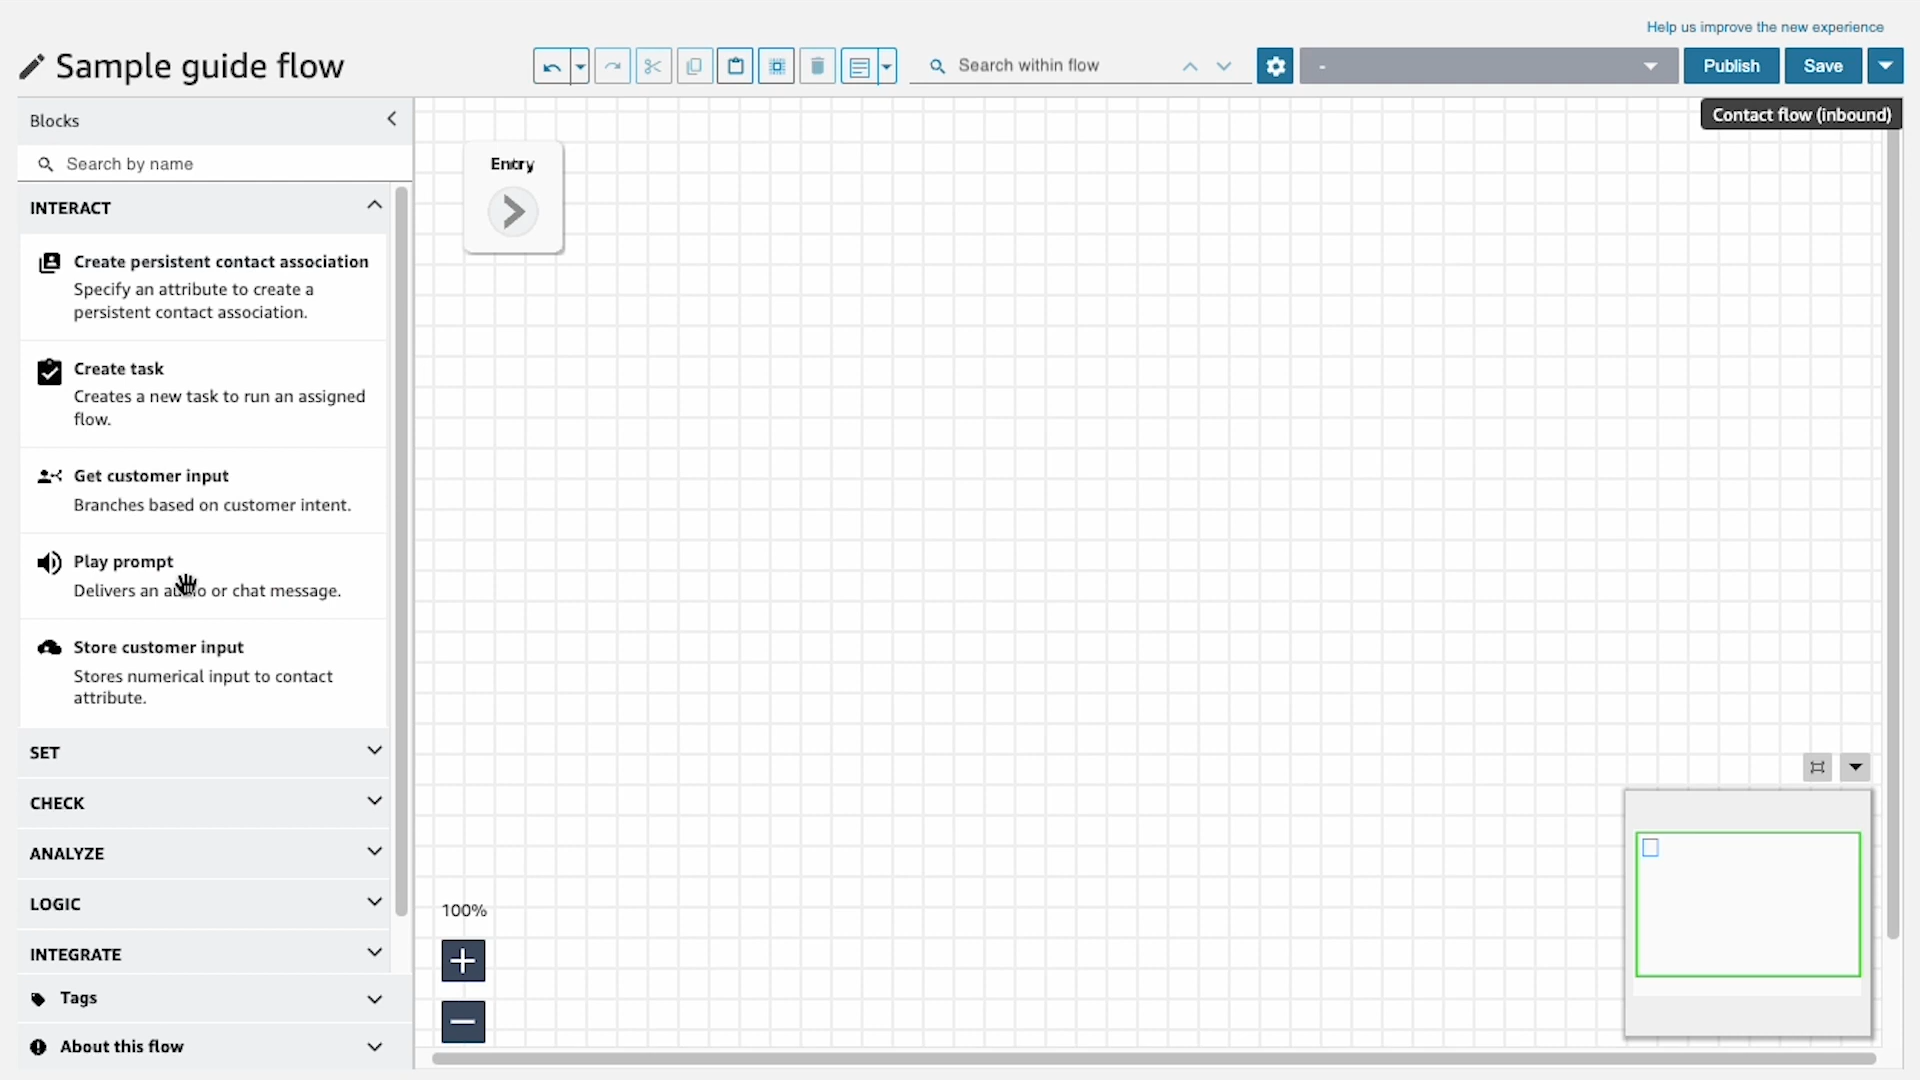 Help us improve the new experience
Sample guide flow
Search within flow
-
Publish
Save
Contact flow (inbound)
Blocks
Search by name
INTERACT
Create persistent contact association
Specify an attribute to create a
persistent contact association.
Create task
Creates a new task to run an assigned
flow.
Get customer input
Branches based on customer intent.
Play prompt
Delivers an audio or chat message.
Store customer input
Stores numerical input to contact
attribute.
SET
CHECK
ANALYZE
LOGIC
INTEGRATE
Tags
About this flow
Entry
100%